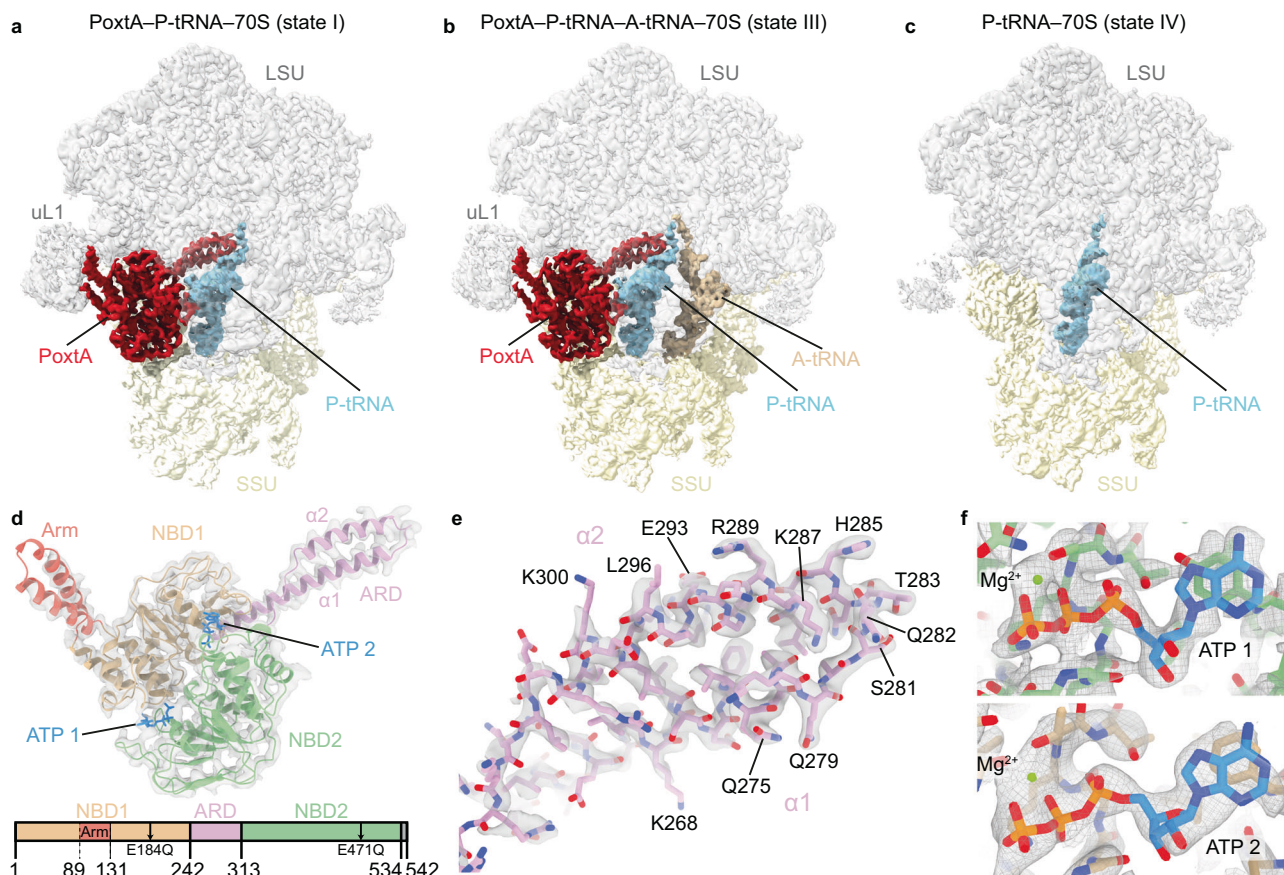 a
PoxtA–P-tRNA–70S (state I)
LSU
uL1
PoxtA
P-tRNA
SSU
b
PoxtA–P-tRNA–A-tRNA–70S (state III)
LSU
uL1
PoxtA
A-tRNA
P-tRNA
SSU
c
P-tRNA–70S (state IV)
LSU
P-tRNA
SSU
d
Arm
NBD1
α2
α1
ARD
ATP 2
ATP 1
NBD2
NBD1 ARD NBD2
Arm
E184Q E471Q
1 89 131 242 313 534 542
e
α2
E293
R289
H285
K287
L296
K300
T283
Q282
S281
Q279
Q275
α1
K268
f
Mg²⁺
ATP 1
Mg²⁺
ATP 2